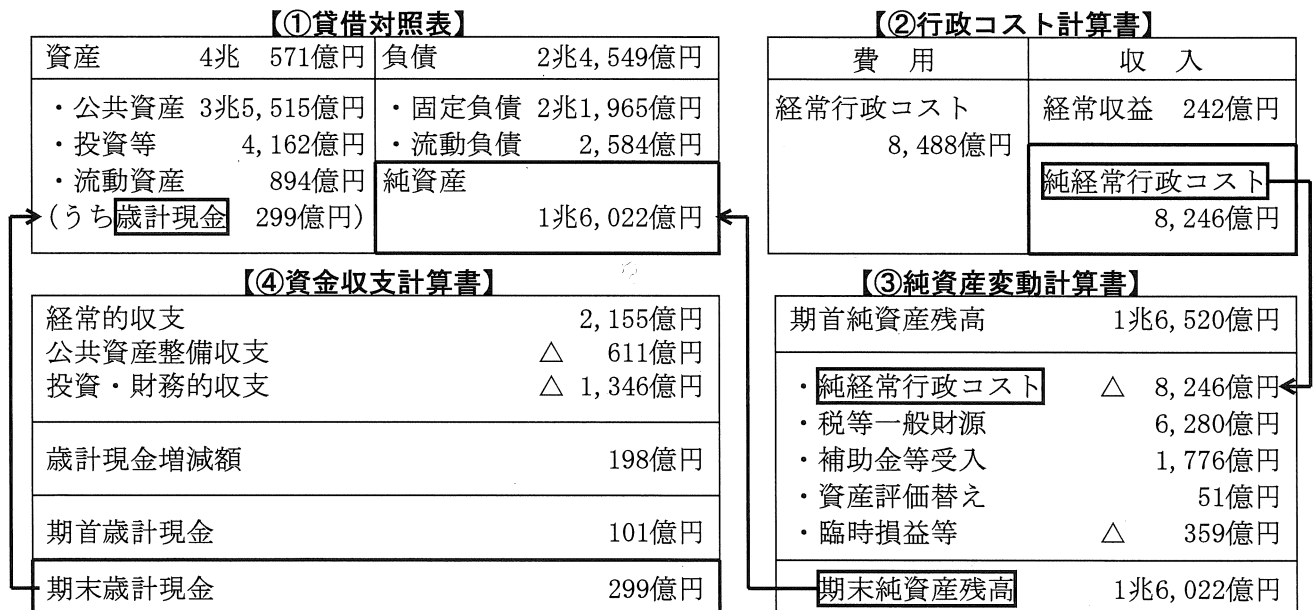 【①貸借対照表】
資産 4兆 571億円 負債 2兆4,549億円
・公共資産 3兆5,515億円 ・固定負債 2兆1,965億円
・投資等 4,162億円 ・流動負債 2,584億円
・流動資産 894億円 純資産
(うち歳計現金 299億円) 1兆6,022億円
【②行政コスト計算書】
費 用 収 入
経常行政コスト 経常収益 242億円
8,488億円
純経常行政コスト
8,246億円
【④資金収支計算書】
経常的収支 2,155億円
公共資産整備収支 △ 611億円
投資・財務的収支 △ 1,346億円
歳計現金増減額 198億円
期首歳計現金 101億円
期末歳計現金 299億円
【③純資産変動計算書】
期首純資産残高 1兆6,520億円
・純経常行政コスト △ 8,246億円
・税等一般財源 6,280億円
・補助金等受入 1,776億円
・資産評価替え 51億円
・臨時損益等 △ 359億円
期末純資産残高 1兆6,022億円